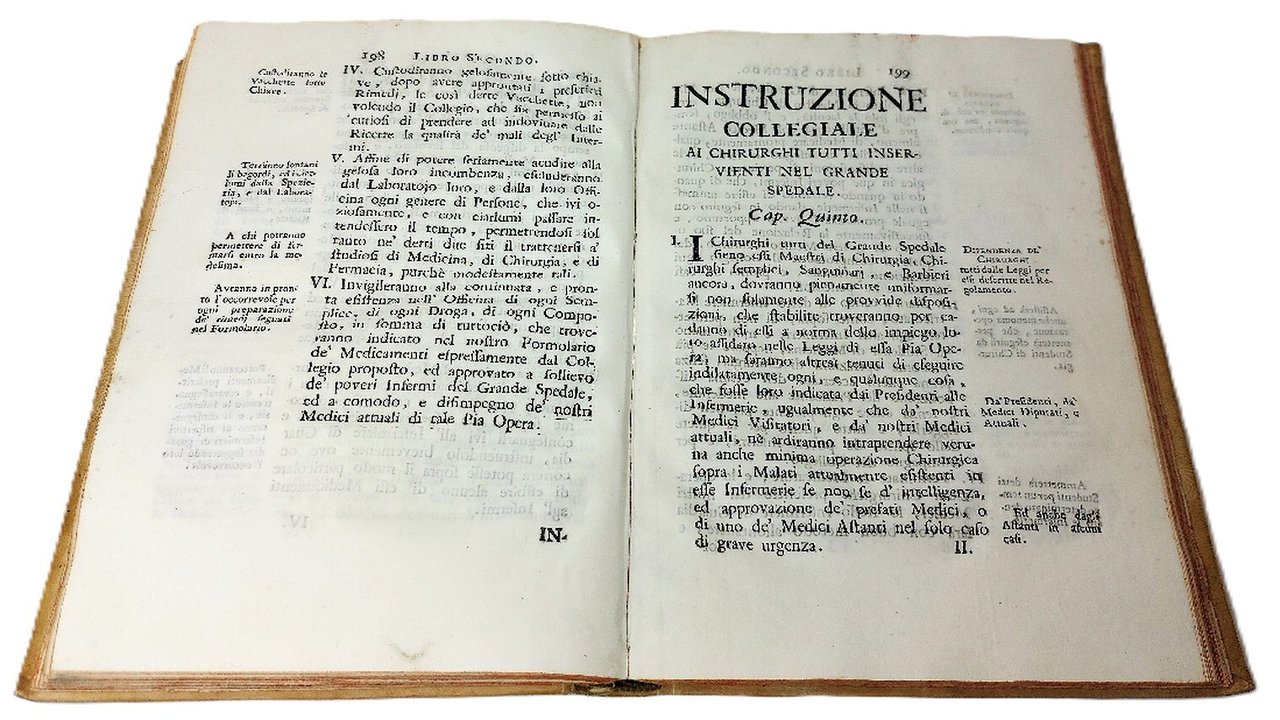 198 LIBRO SECONDO.
Cuſtodiranno le
Vacchette ſotto
Chiave.
IV. Cuſtodiranno geloſamente ſotto chia-
ve, dopo avere approntati i preſcritti
Rimedj, le così dette Vacchette, non
volendo il Collegio, che ſia permeſſo ai
curioſi di prendere ad indovinare dalle
Ricette la qualità de' mali degl' Infer-
mi.
Terranno lontani
li bagordi, ed i ciar-
lumi dalla Spezie-
ria, e dal Labora-
tojo.
V. Affine di potere ſeriamente acudire alla
geloſa loro incombenza, eſcluderanno
dal Laboratojo loro, e dalla loro Offi-
cina ogni genere di Perſone, che ivi o-
zioſamente, e con ciarlumi paſſare in-
tendeſſero il tempo, permettendoſi ſol
tanto ne' detti due ſiti il trattenerſi a'
ſtudioſi di Medicina, di Chirurgia, e di
Farmacia, purchè modeſtamente tali.
A chi potranno
permettere di fer-
marſi entro la me-
deſima.
VI. Invigileranno alla continuata, e pron-
ta eſiſtenza nell' Officina di ogni Sem-
plice, di ogni Droga, di ogni Compo-
ſto, in ſomma di tuttociò, che trove-
ranno indicato nel noſtro Formolario
de' Medicamenti eſpreſſamente dal Col-
legio propoſto, ed approvato a ſollievo
de' poveri Infermi del Grande Spedale,
ed a comodo, e diſimpegno de' noſtri
Medici attuali di tale Pia Opera.
Avranno in pron-
to l'occorrevole per
ogni preparazione
de' rimedj ſegnati
nel Formolario.
IN-
199
INSTRUZIONE
COLLEGIALE
AI CHIRURGHI TUTTI INSER-
VIENTI NEL GRANDE
SPEDALE.
Cap. Quinto.
I. I Chirurghi tutti del Grande Spedale
ſieno eſſi Maeſtri di Chirurgia, Chi-
rurghi ſemplici, Sanguinari, e Barbieri
ancora, dovranno pienamente uniformar-
ſi non ſolamente alle provvide diſpoſi-
zioni, che ſtabilite troveranno per ca-
dauno di eſſi a norma dello impiego lo-
ro affidato nelle Leggi di eſſa Pia Ope-
ra; ma ſaranno altresì tenuti di eſeguire
indilatamente ogni, e qualunque coſa,
che foſſe loro indicata dai Preſidenti alle
Infermerie, ugualmente che da' noſtri
Medici Viſitatori, e da' noſtri Medici
attuali, nè ardiranno intraprendere veru-
na anche minima operazione Chirurgica
ſopra i Malati attualmente eſiſtenti in
eſſe Infermerie ſe non ſe d' intelligenza,
ed approvazione de' prefati Medici, o
di uno de' Medici Aſtanti nel ſolo caſo
di grave urgenza.
DIPENDENZA DE'
CHIRURGHI
tutti dalle Leggi per
eſſi deſcritte nel Re-
golamento.
Da' Preſidenti, da'
Medici Diputati, e
Attuali.
Ed anche dagl'
Aſtanti in alcuni
caſi.
II.